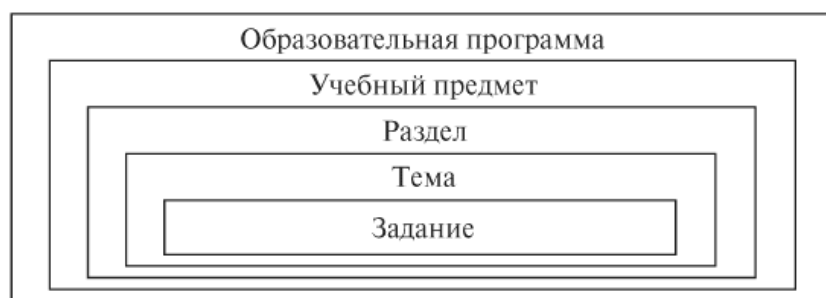 Образовательная программа
Учебный предмет
Раздел
Тема
Задание